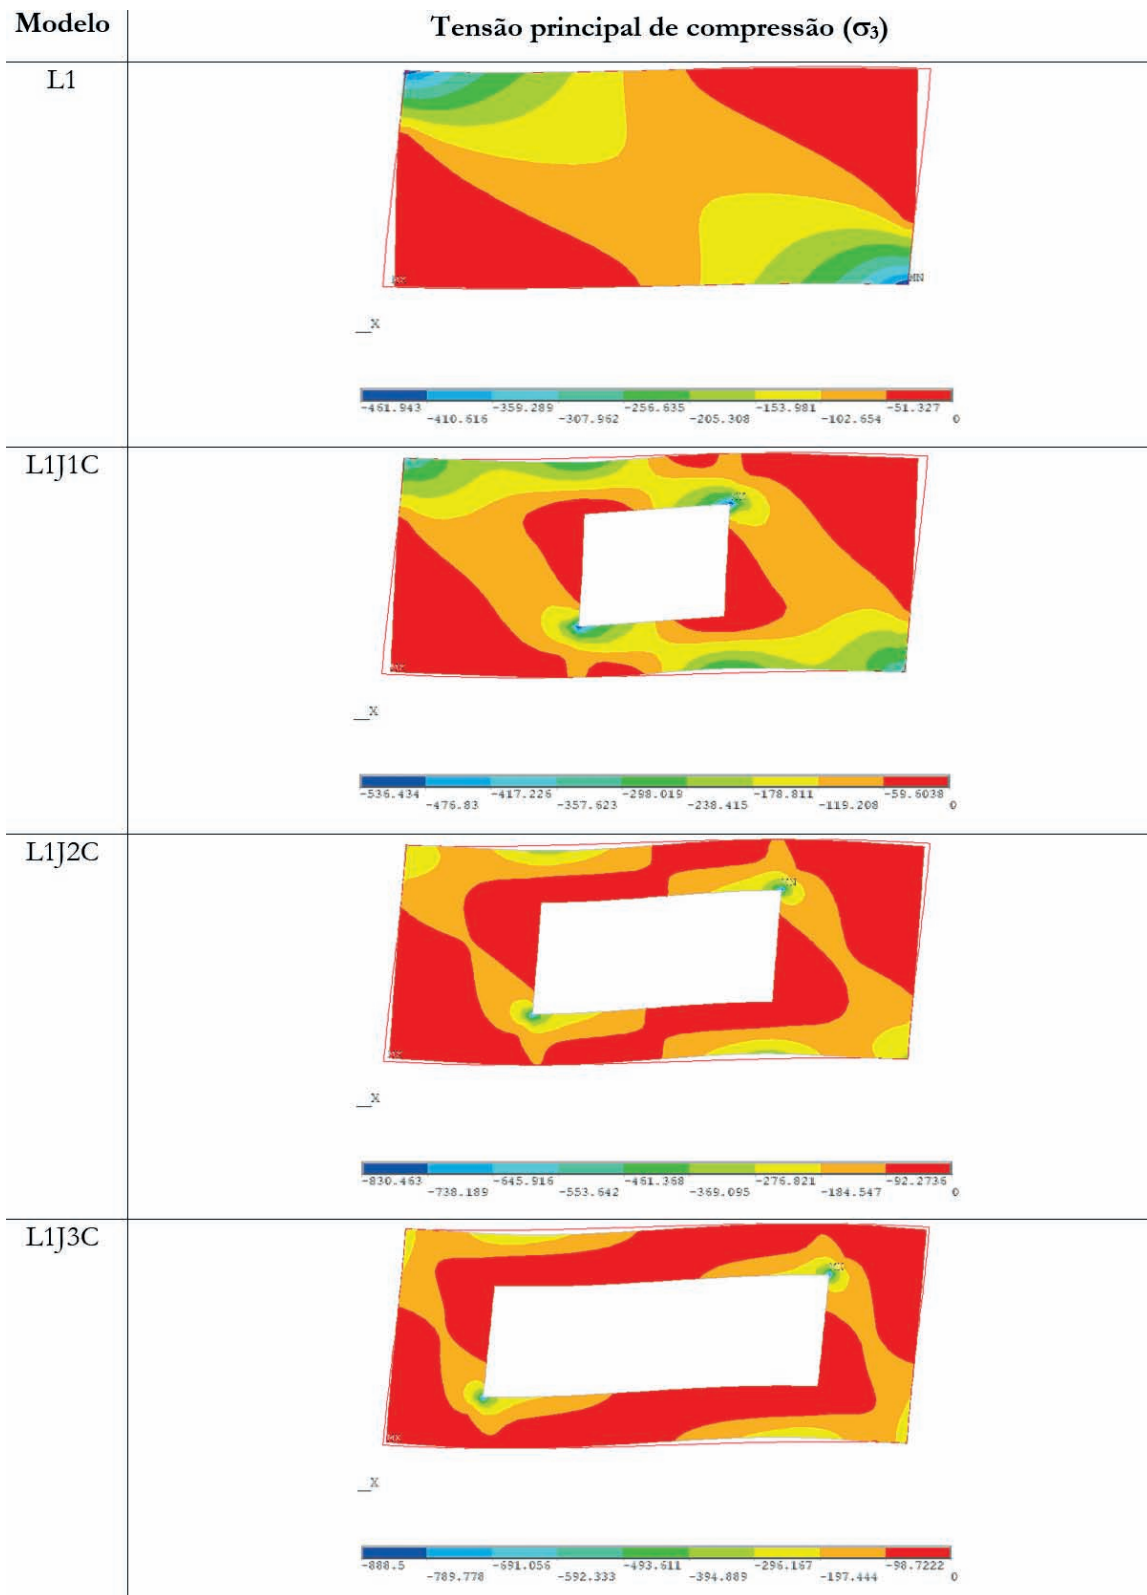 Modelo Tensão principal de compressão (σ3)
L1
MN
X
-461.943 -359.289 -256.635 -153.981 -51.327
-410.616 -307.962 -205.308 -102.654 0
L1J1C
X
-536.434 -417.226 -298.019 -178.811 -59.6038
-476.83 -357.623 -238.415 -119.208 0
L1J2C
X
-830.463 -645.916 -461.368 -276.821 -92.2736
-738.189 -553.642 -369.095 -184.547 0
L1J3C
MX
X
-888.5 -691.056 -493.611 -296.167 -98.7222
-789.778 -592.333 -394.889 -197.444 0